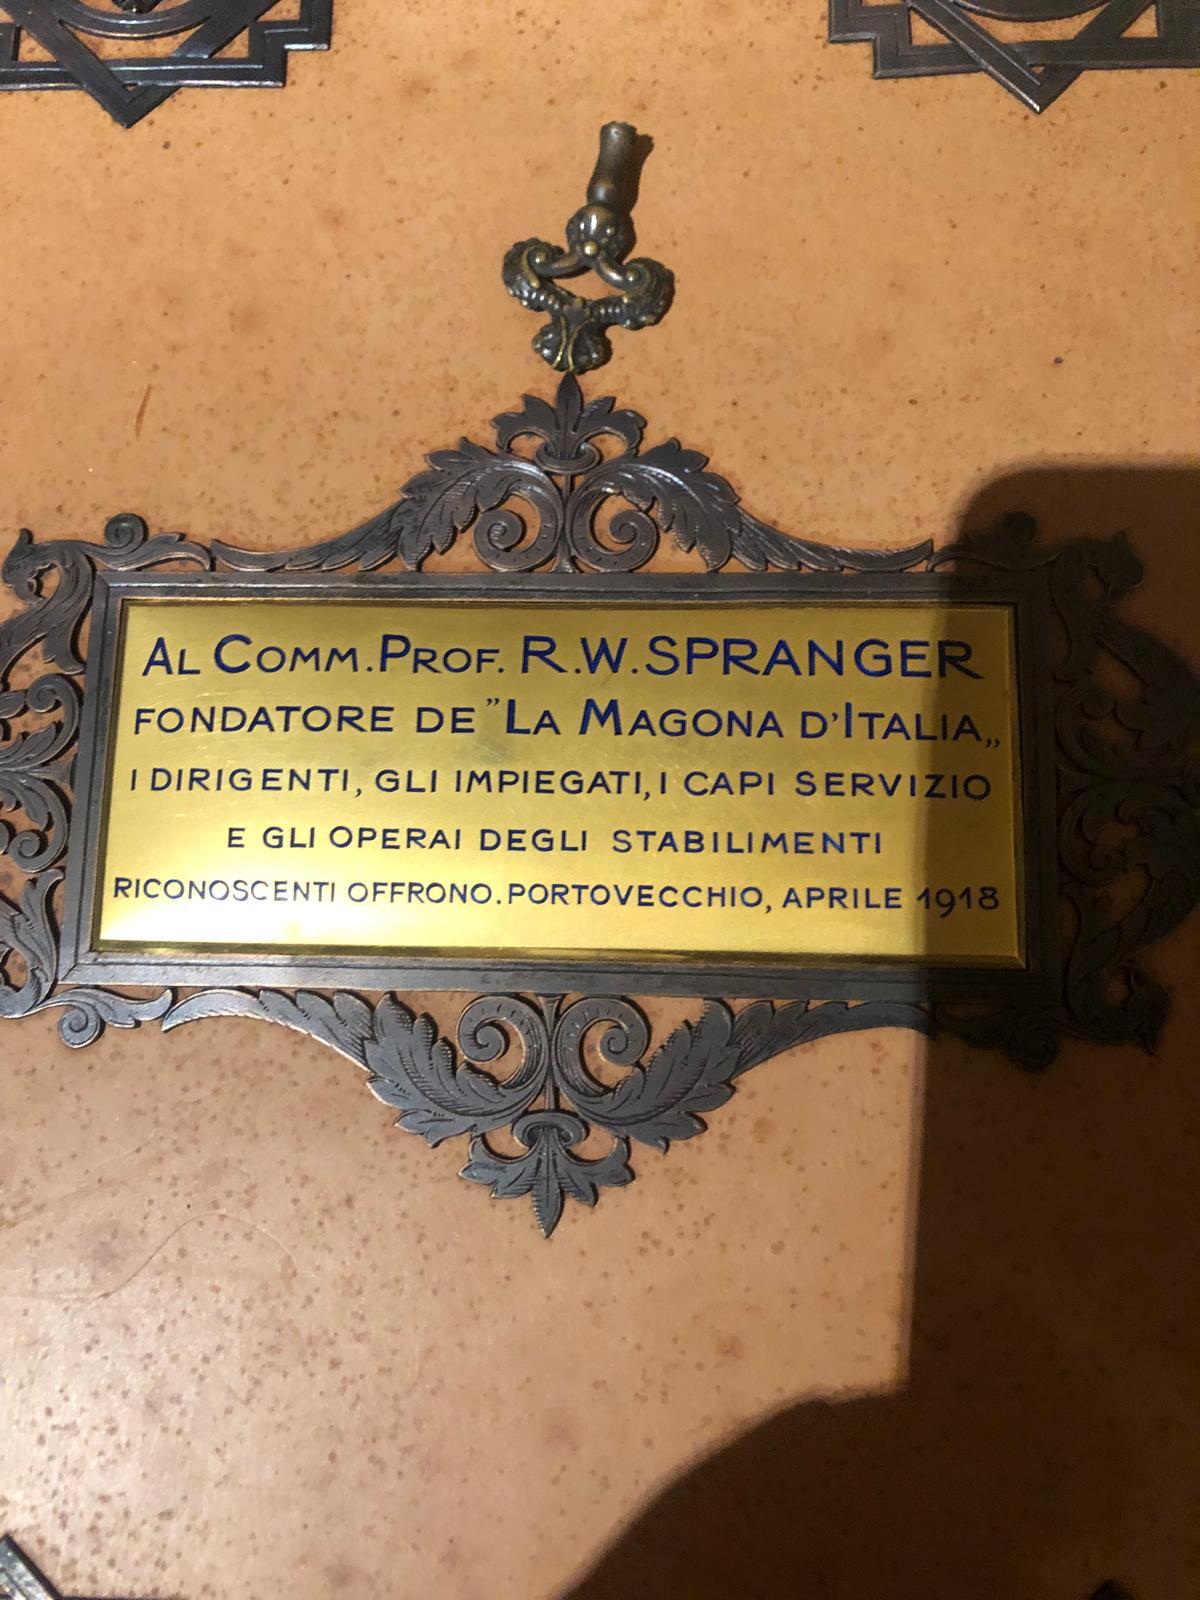 AL COMM. PROF. R.W. SPRANGER
FONDATORE DE "LA MAGONA D'ITALIA„
I DIRIGENTI, GLI IMPIEGATI, I CAPI SERVIZIO
E GLI OPERAI DEGLI STABILIMENTI
RICONOSCENTI OFFRONO. PORTOVECCHIO, APRILE 1918